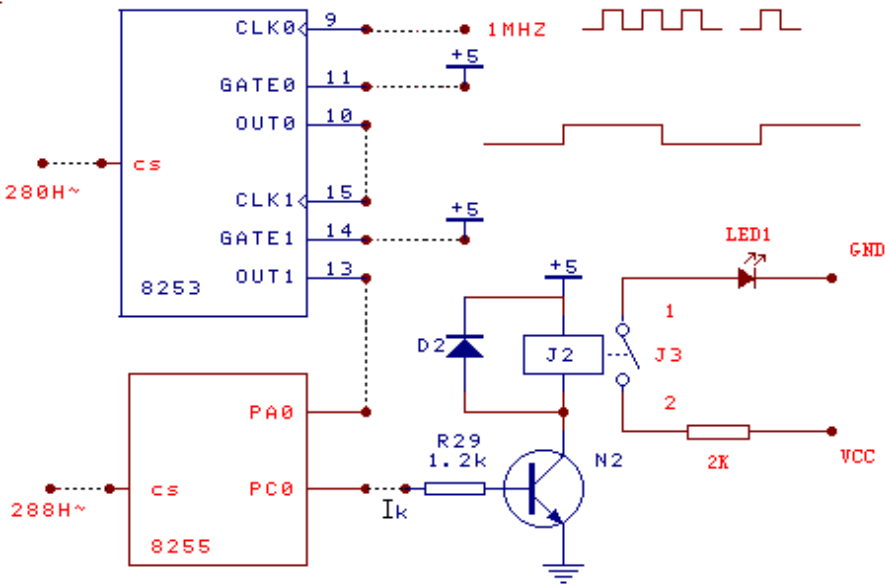 CLK0 9 1MHZ
+5
GATE0 11
OUT0 10
cs
280H~
CLK1 15
+5
GATE1 14
LED1
GND
OUT1 13
+5
8253
1
D2
J2
J3
PA0
2
R29
1.2k
N2
2K
VCC
cs
PC0
288H~
Ik
8255